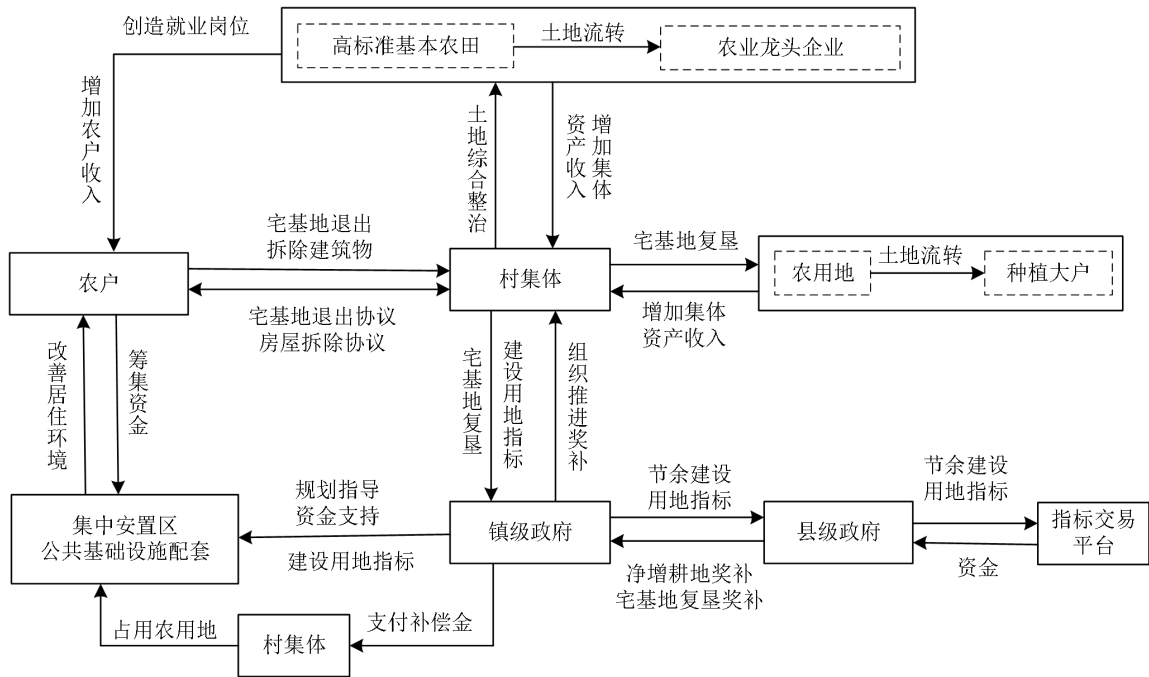 创造就业岗位
高标准基本农田
土地流转
农业龙头企业
增加农户收入
土地综合整治
增加集体
资产收入
宅基地退出
拆除建筑物
宅基地复垦
农户
村集体
农用地
土地流转
种植大户
宅基地退出协议
房屋拆除协议
增加集体
资产收入
改善居住环境
筹集资金
宅基地复垦
建设用地指标
组织推进奖补
规划指导
资金支持
节余建设
用地指标
节余建设
用地指标
集中安置区
公共基础设施配套
镇级政府
县级政府
指标交易
平台
建设用地指标
净增耕地奖补
宅基地复垦奖补
资金
占用农用地
村集体
支付补偿金